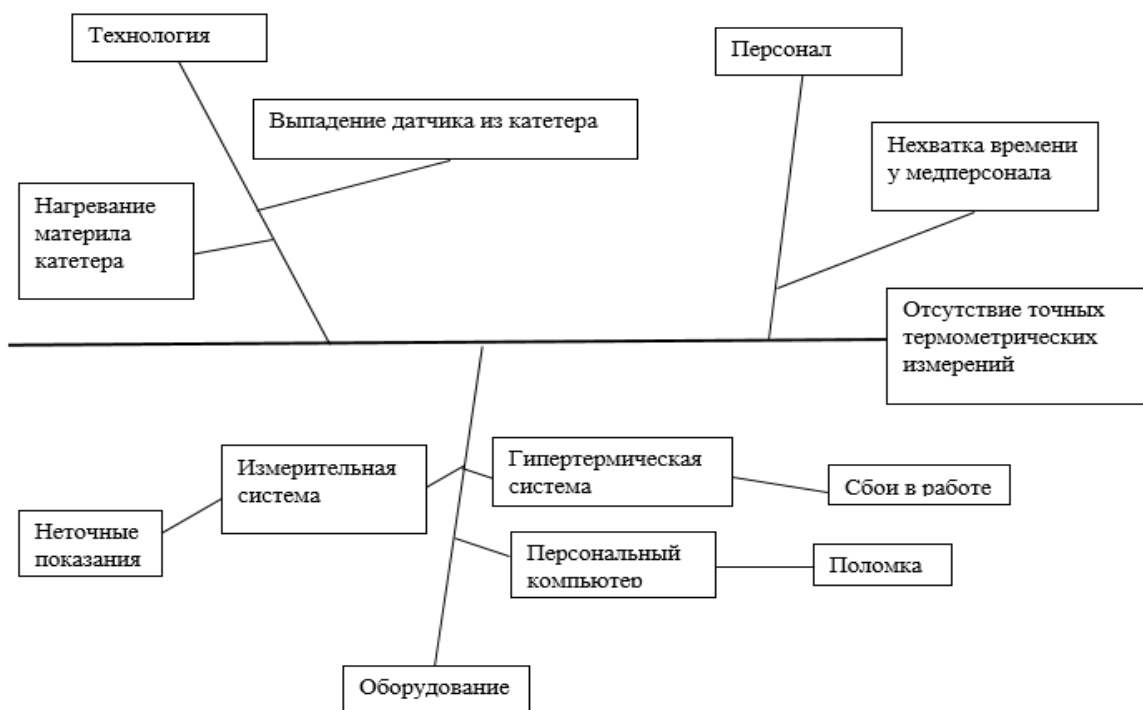 Технология
Персонал
Выпадение датчика из катетера
Нехватка времени
у медперсонала
Нагревание
материла
катетера
Отсутствие точных
термометрических
измерений
Измерительная
система
Гипертермическая
система
Сбои в работе
Неточные
показания
Персональный
компьютер
Поломка
Оборудование